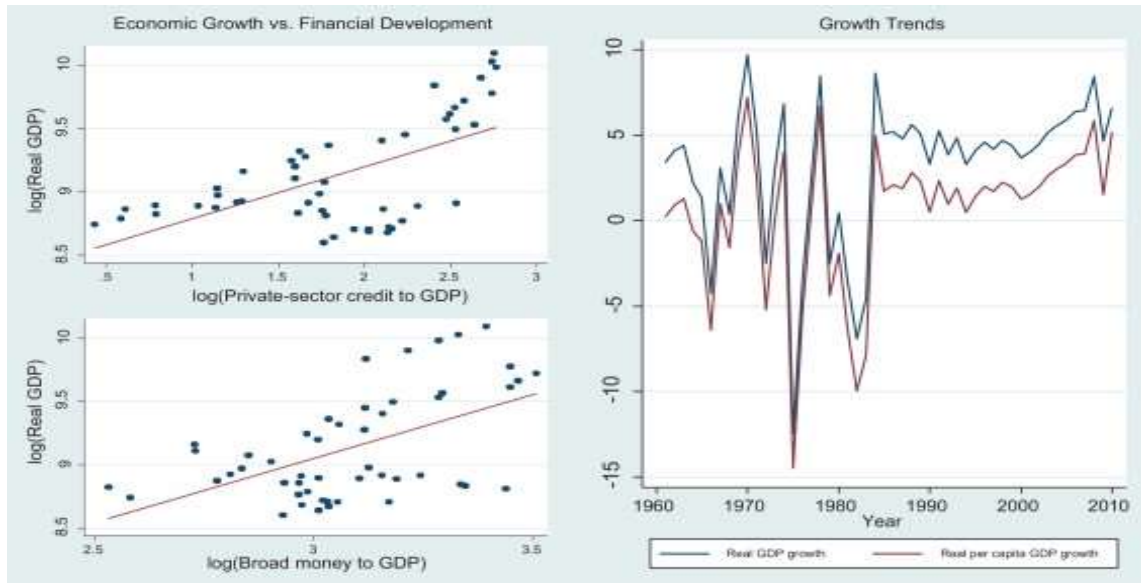 Economic Growth vs. Financial Development
log(Real GDP)
10
9.5
9
8.5
.5 1 1.5 2 2.5 3
log(Private-sector credit to GDP)
log(Real GDP)
10
9.5
9
8.5
2.5 3 3.5
log(Broad money to GDP)
Growth Trends
10
5
0
-5
-10
-15
1960 1970 1980 1990 2000 2010
Year
Real GDP growth Real per capita GDP growth